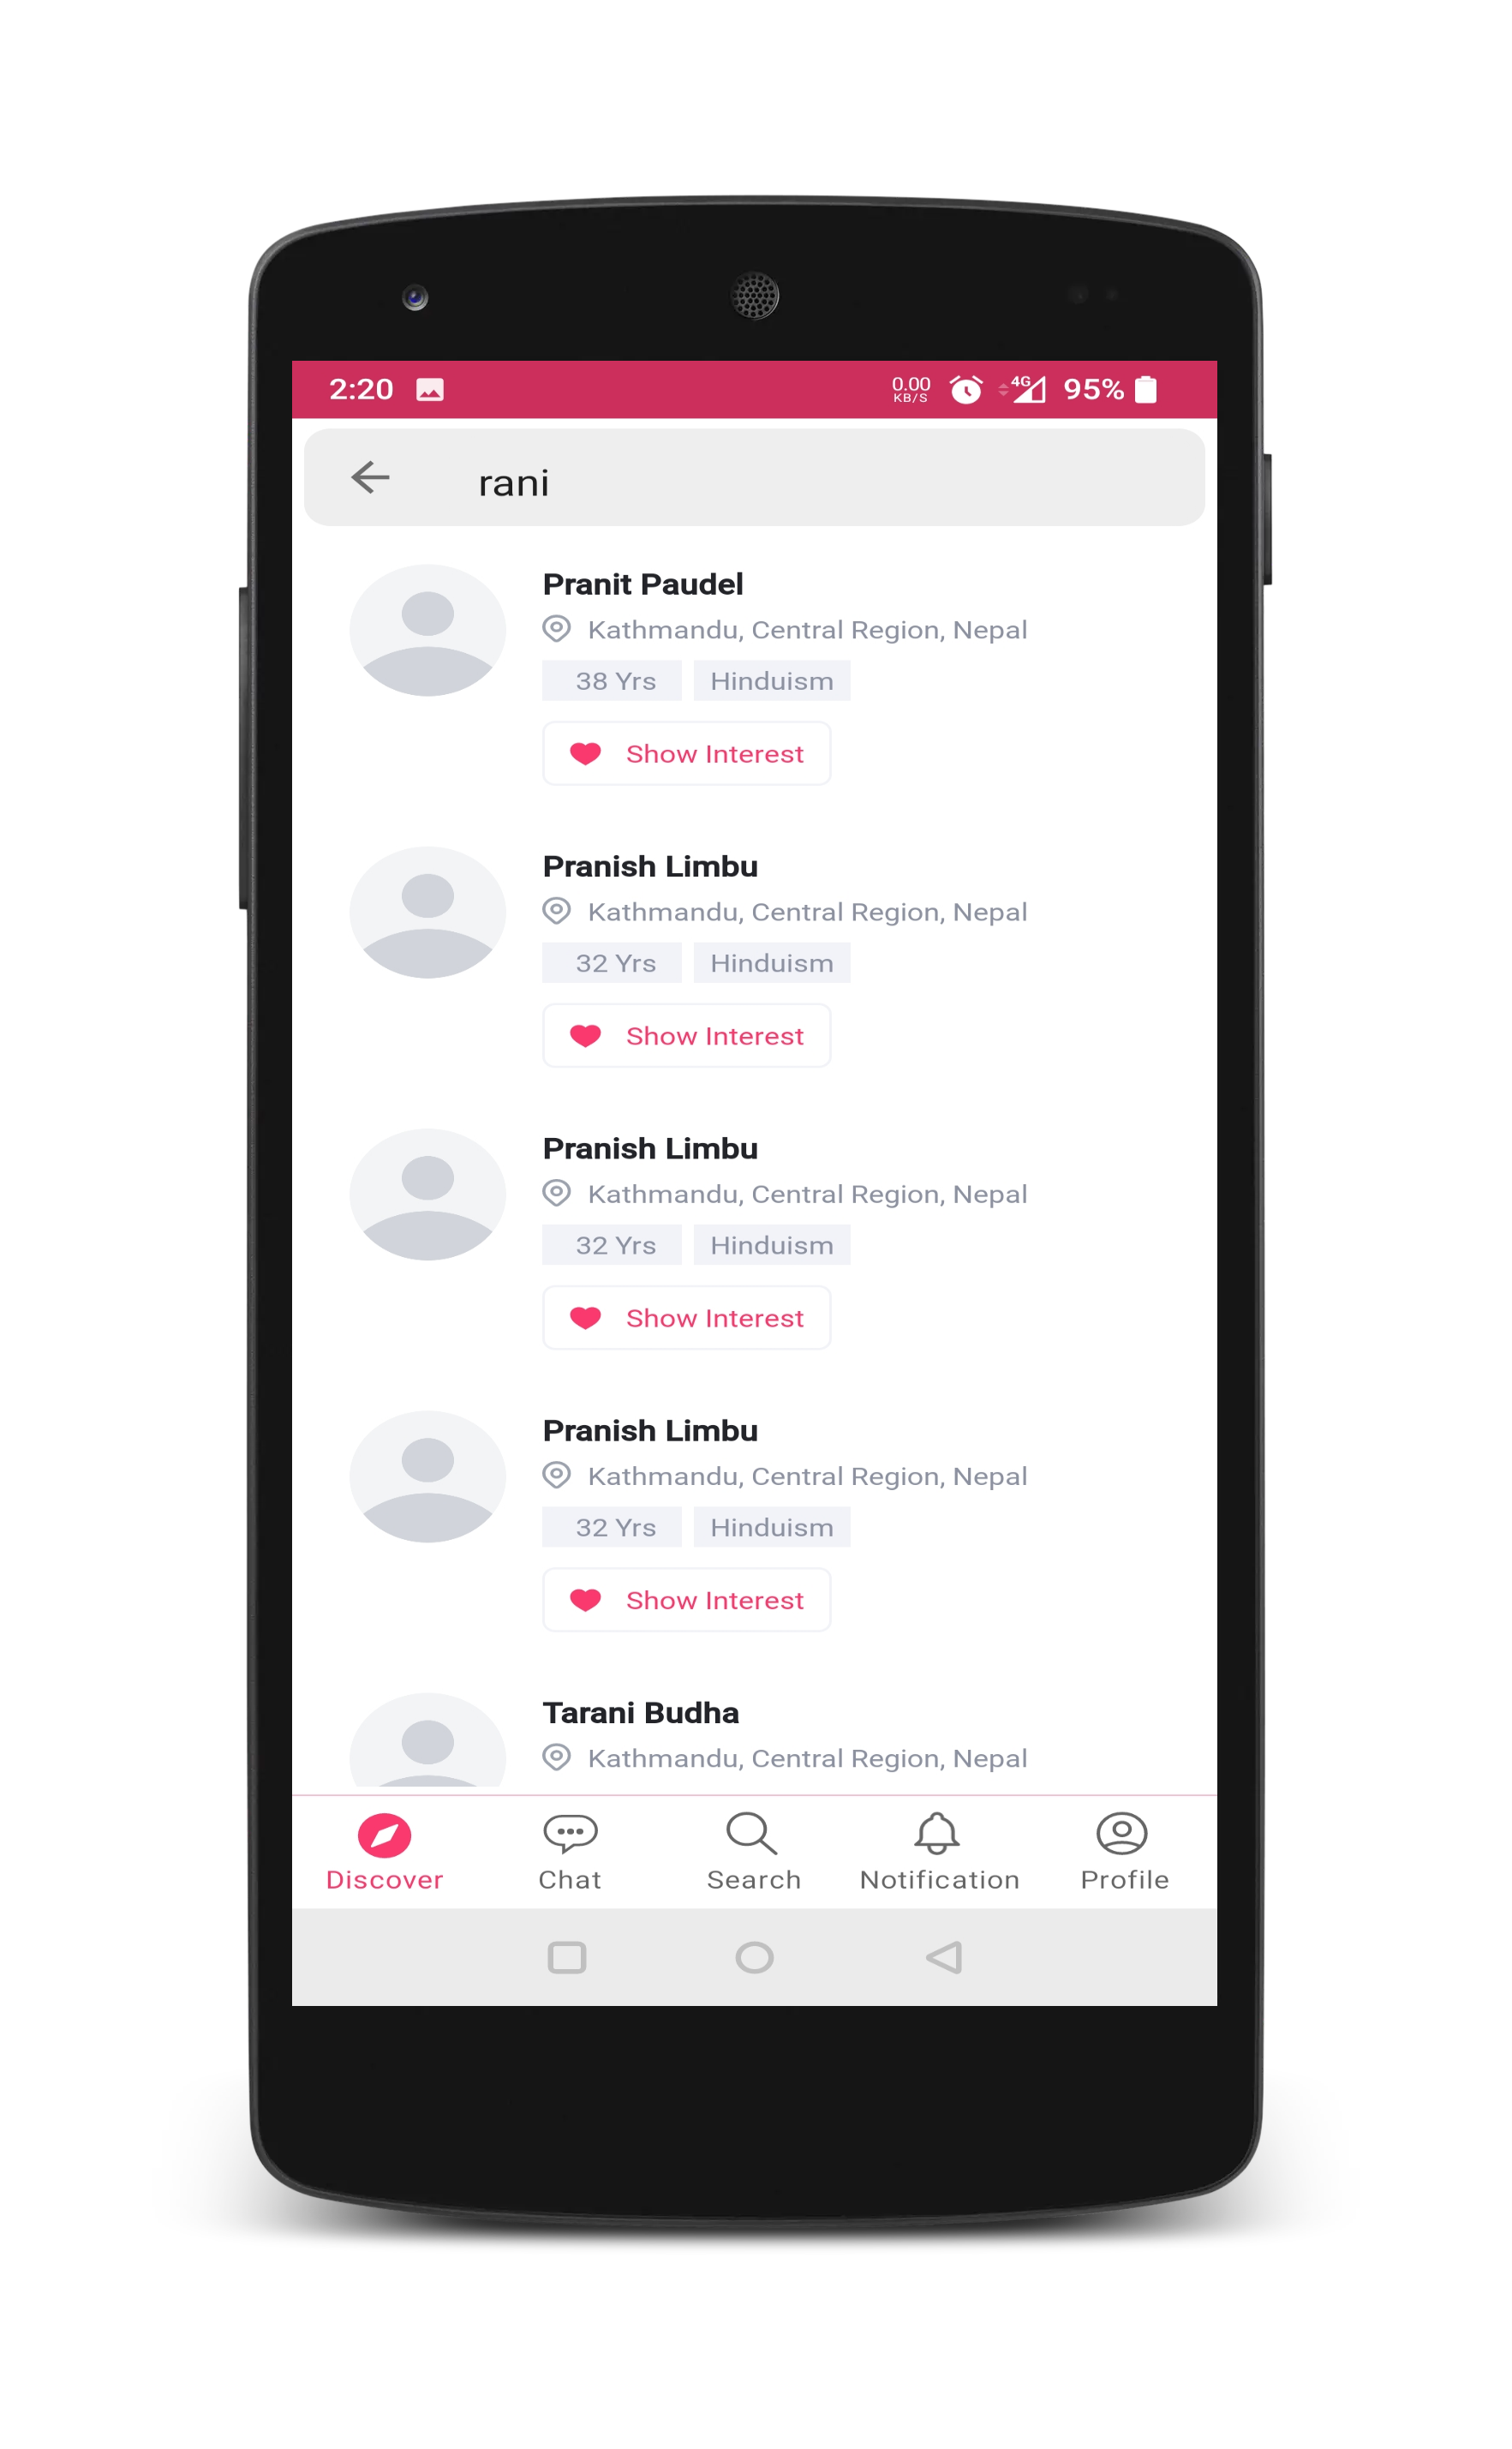 2:20 0.00 KB/S 4G 95%
rani
Pranit Paudel
Kathmandu, Central Region, Nepal
38 Yrs Hinduism
Show Interest
Pranish Limbu
Kathmandu, Central Region, Nepal
32 Yrs Hinduism
Show Interest
Pranish Limbu
Kathmandu, Central Region, Nepal
32 Yrs Hinduism
Show Interest
Pranish Limbu
Kathmandu, Central Region, Nepal
32 Yrs Hinduism
Show Interest
Tarani Budha
Kathmandu, Central Region, Nepal
Discover Chat Search Notification Profile